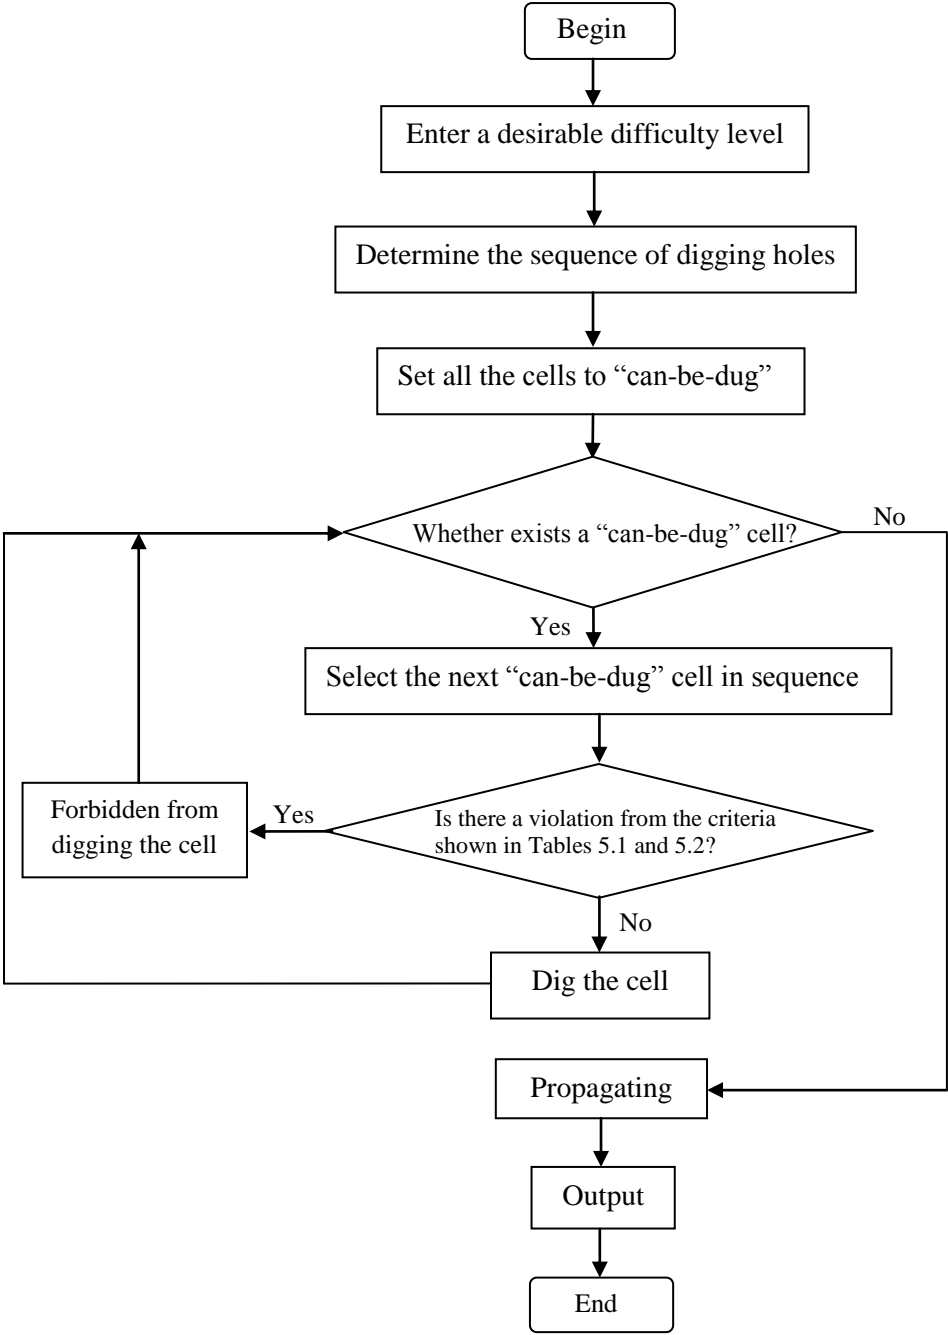 Begin
Enter a desirable difficulty level
Determine the sequence of digging holes
Set all the cells to “can-be-dug”
Whether exists a “can-be-dug” cell?
No
Yes
Select the next “can-be-dug” cell in sequence
Is there a violation from the criteria
shown in Tables 5.1 and 5.2?
Yes
Forbidden from
digging the cell
No
Dig the cell
Propagating
Output
End